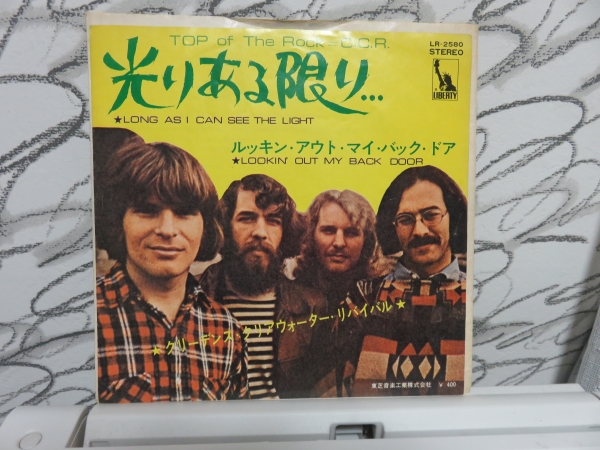 TOP of The Rock - C.C.R.
LR-2580
STEREO
LIBERTY
光りある限り...
★LONG AS I CAN SEE THE LIGHT
ルッキン・アウト・マイ・バック・ドア
★LOOKIN' OUT MY BACK DOOR
★クリーデンス・クリアウォーター・リバイバル★
東芝音楽工業株式会社 ￥400